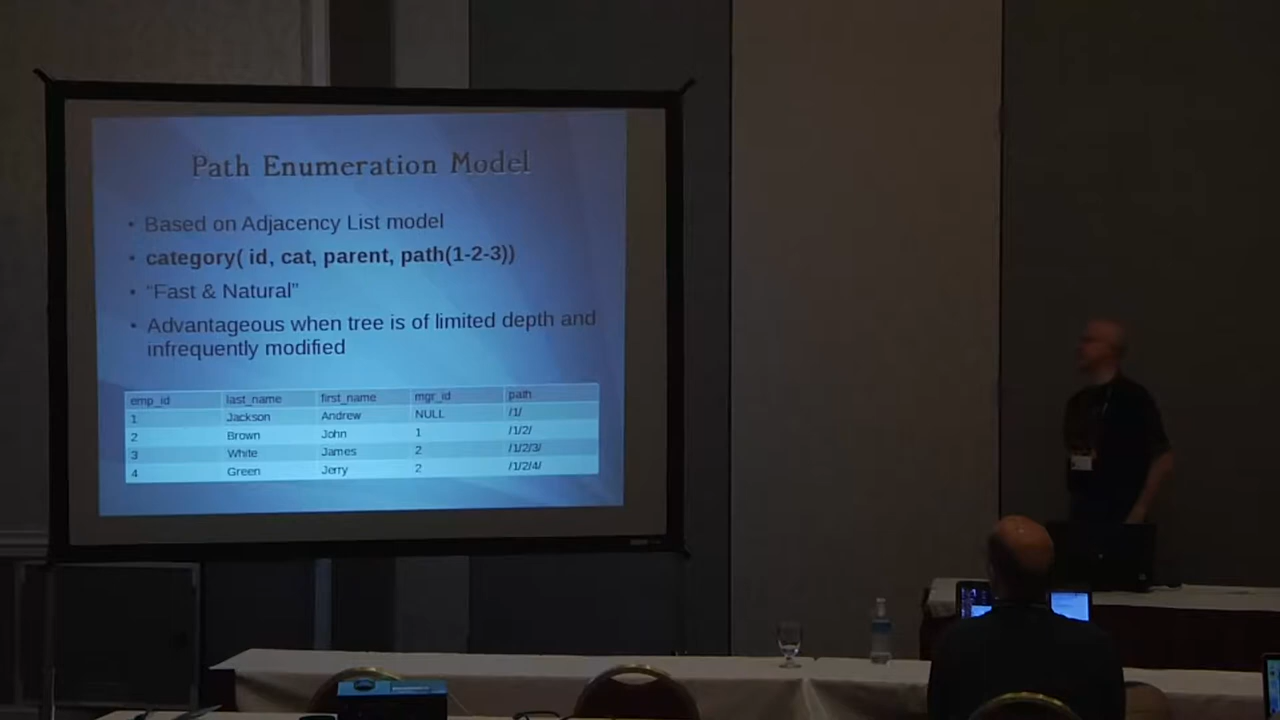 Path Enumeration Model
• Based on Adjacency List model
• category( id, cat, parent, path(1-2-3))
• “Fast & Natural”
• Advantageous when tree is of limited depth and
infrequently modified
emp_id last_name first_name mgr_id path
1 Jackson Andrew NULL /1/
2 Brown John 1 /1/2/
3 White James 2 /1/2/3/
4 Green Jerry 2 /1/2/4/